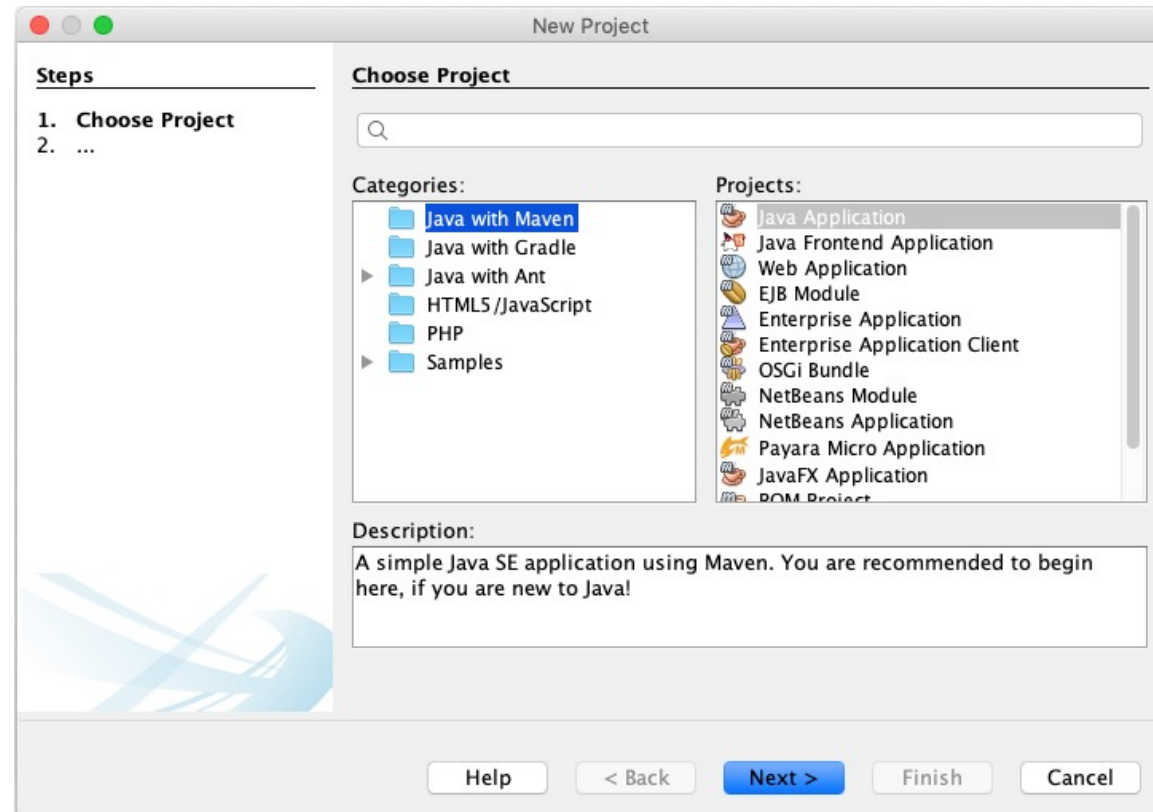 New Project
Steps
1. Choose Project
2. ...
Choose Project
Categories:
Java with Maven
Java with Gradle
Java with Ant
HTML5/JavaScript
PHP
Samples
Projects:
Java Application
Java Frontend Application
Web Application
EJB Module
Enterprise Application
Enterprise Application Client
OSGi Bundle
NetBeans Module
NetBeans Application
Payara Micro Application
JavaFX Application
POM Project
Description:
A simple Java SE application using Maven. You are recommended to begin
here, if you are new to Java!
Help
< Back
Next >
Finish
Cancel